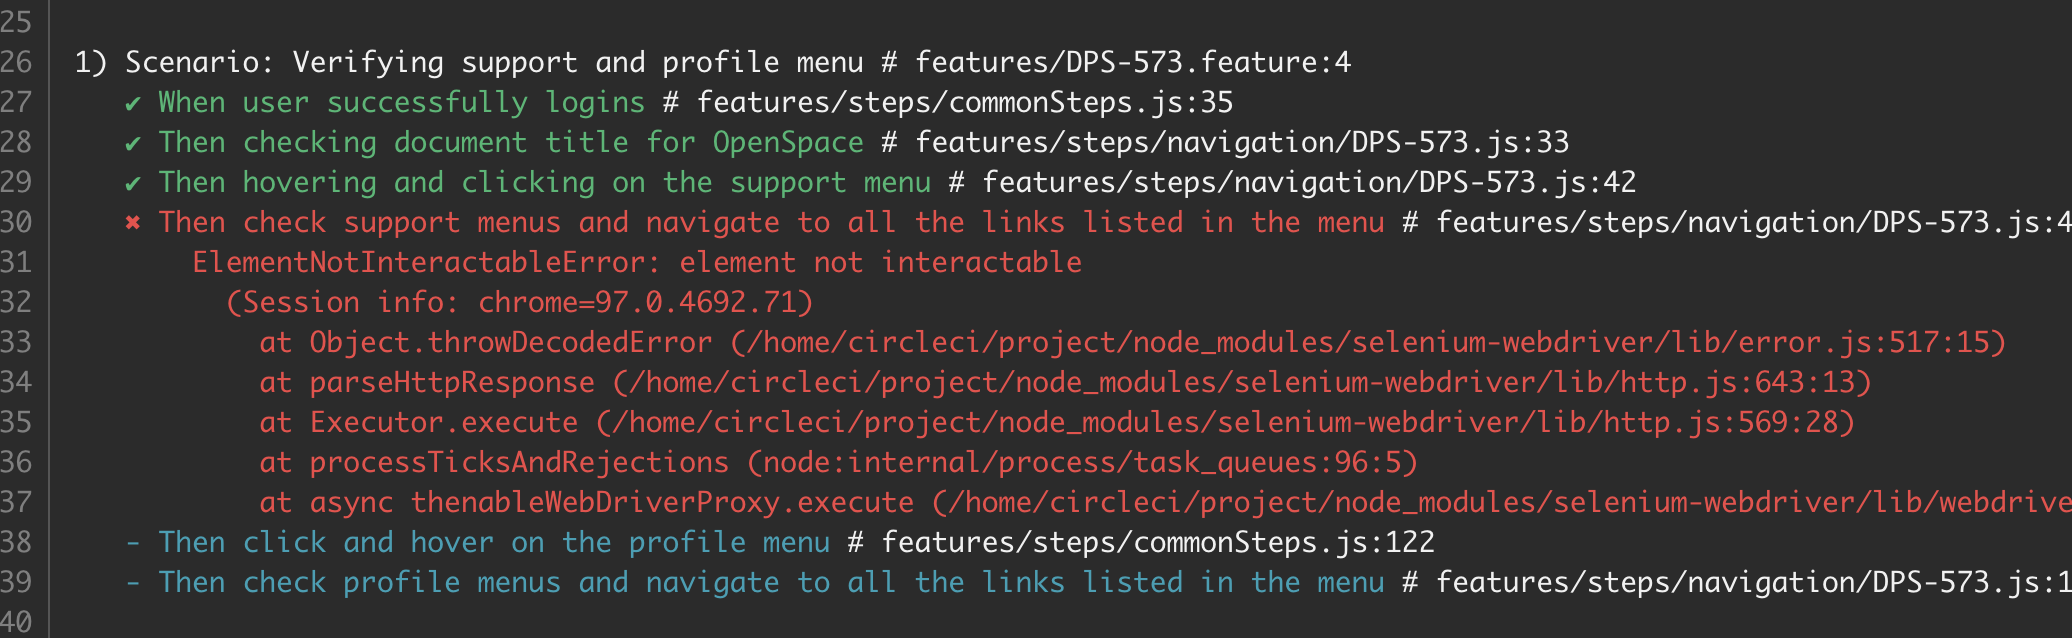 25
26 1) Scenario: Verifying support and profile menu # features/DPS-573.feature:4
27 ✔ When user successfully logins # features/steps/commonSteps.js:35
28 ✔ Then checking document title for OpenSpace # features/steps/navigation/DPS-573.js:33
29 ✔ Then hovering and clicking on the support menu # features/steps/navigation/DPS-573.js:42
30 ✖ Then check support menus and navigate to all the links listed in the menu # features/steps/navigation/DPS-573.js:4
31 ElementNotInteractableError: element not interactable
32 (Session info: chrome=97.0.4692.71)
33 at Object.throwDecodedError (/home/circleci/project/node_modules/selenium-webdriver/lib/error.js:517:15)
34 at parseHttpResponse (/home/circleci/project/node_modules/selenium-webdriver/lib/http.js:643:13)
35 at Executor.execute (/home/circleci/project/node_modules/selenium-webdriver/lib/http.js:569:28)
36 at processTicksAndRejections (node:internal/process/task_queues:96:5)
37 at async thenableWebDriverProxy.execute (/home/circleci/project/node_modules/selenium-webdriver/lib/webdrive
38 - Then click and hover on the profile menu # features/steps/commonSteps.js:122
39 - Then check profile menus and navigate to all the links listed in the menu # features/steps/navigation/DPS-573.js:1
40